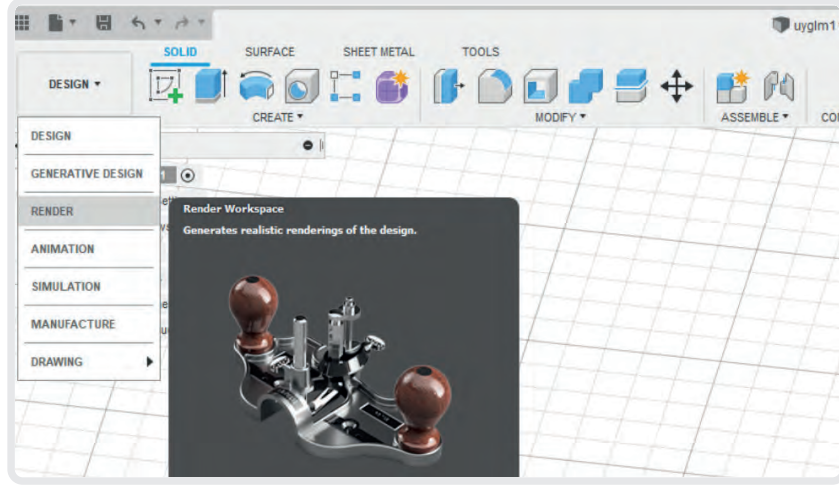 uyglm1
SOLID SURFACE SHEET METAL TOOLS
DESIGN
CREATE MODIFY ASSEMBLE
DESIGN
GENERATIVE DESIGN
RENDER
ANIMATION
SIMULATION
MANUFACTURE
DRAWING
Render Workspace
Generates realistic renderings of the design.